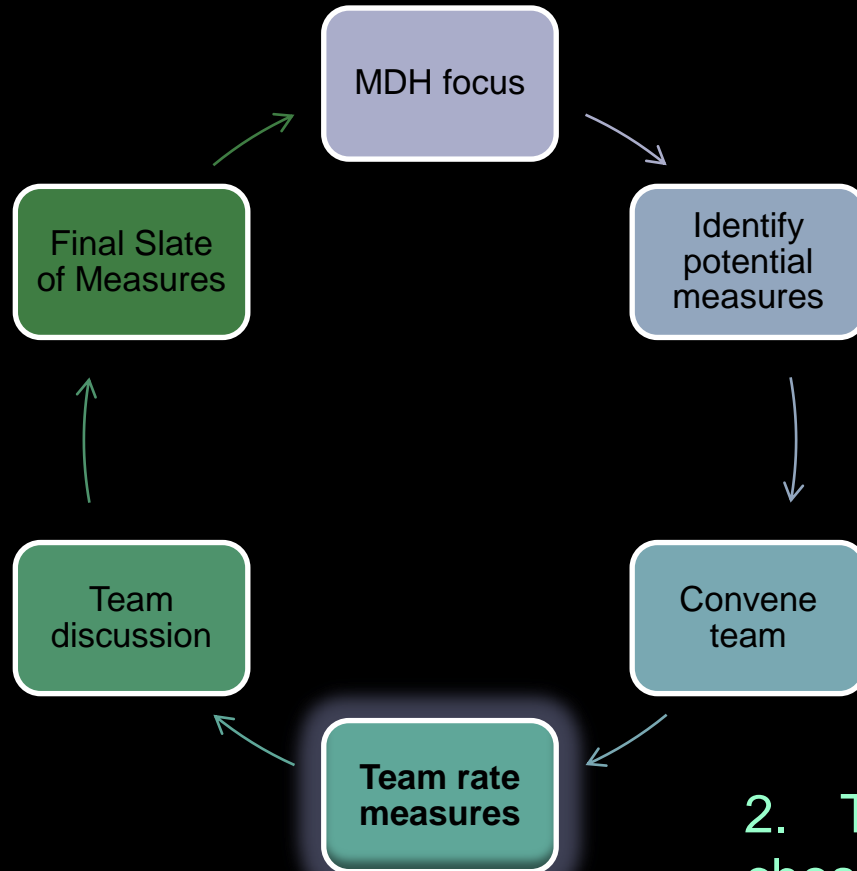 MDH focus
Identify
potential
measures
Convene
team
Team rate
measures
Team
discussion
Final Slate
of Measures
2.